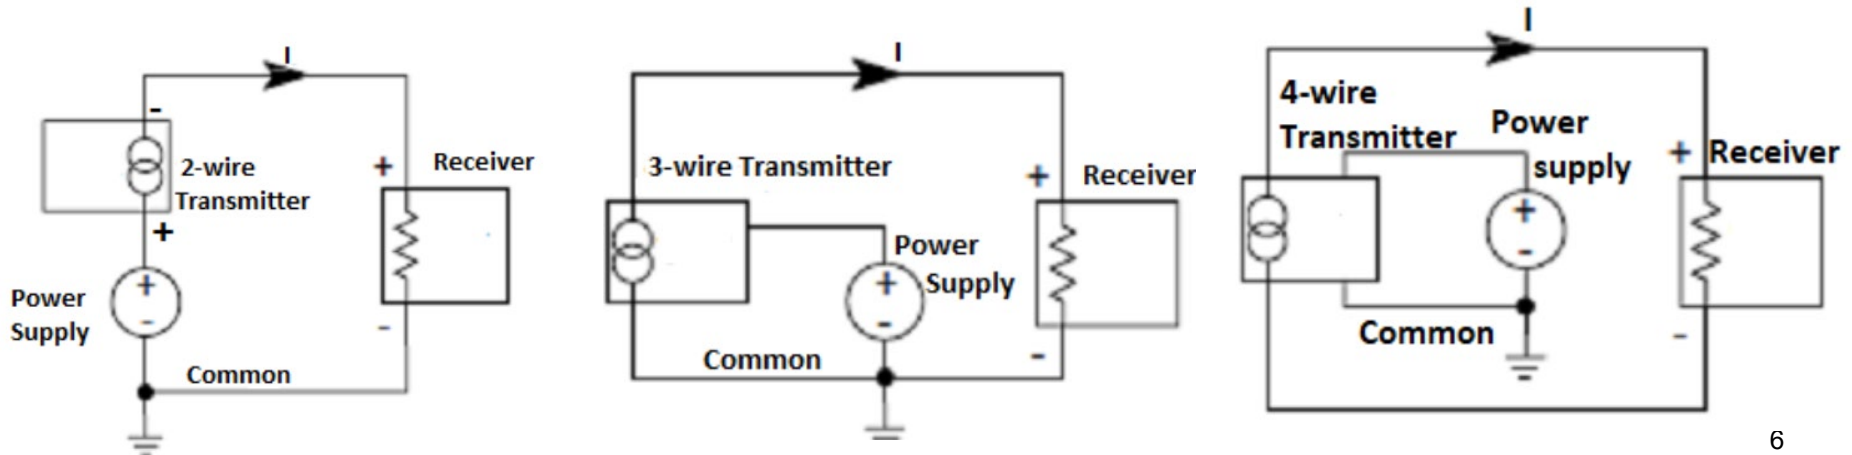 I
-
2-wire
Transmitter
+
+
-
Power
Supply
Common
+
Receiver
-
I
3-wire Transmitter
Power
Supply
+
-
Common
+
Receiver
-
I
4-wire
Transmitter
Power
supply
+
-
Common
+
Receiver
-
6